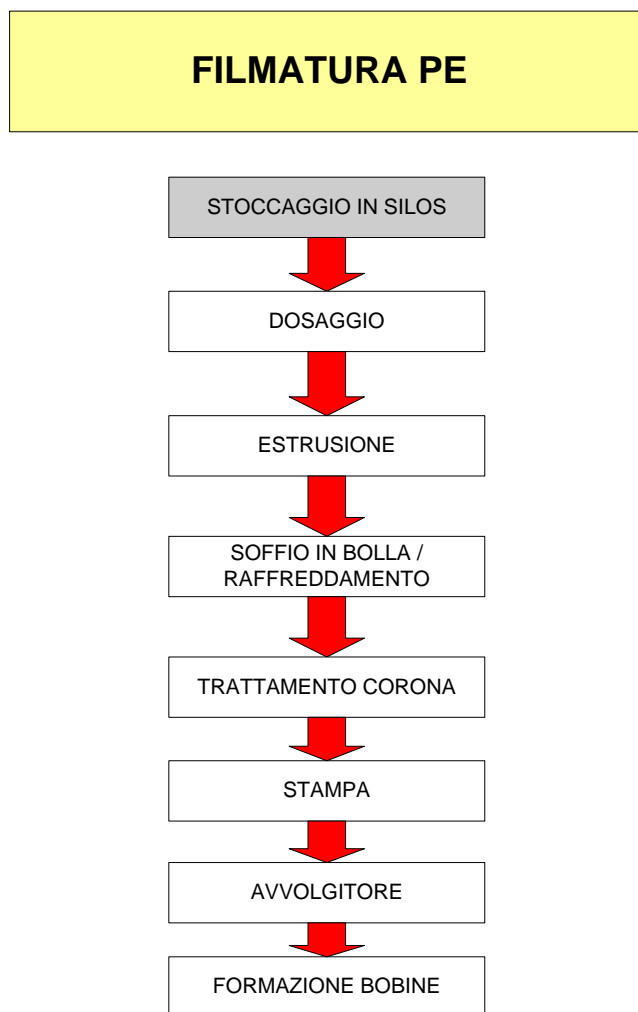 FILMATURA PE
STOCCAGGIO IN SILOS
DOSAGGIO
ESTRUSIONE
SOFFIO IN BOLLA /
RAFFREDDAMENTO
TRATTAMENTO CORONA
STAMPA
AVVOLGITORE
FORMAZIONE BOBINE